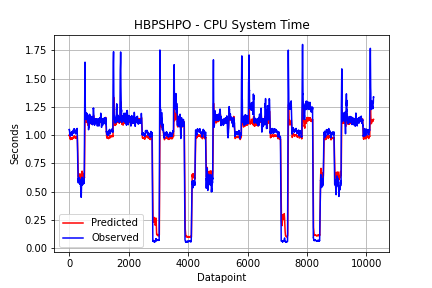 HBPSHPO - CPU System Time
Seconds
1.75
1.50
1.25
1.00
0.75
0.50
0.25
0.00
Predicted
Observed
0 2000 4000 6000 8000 10000
Datapoint